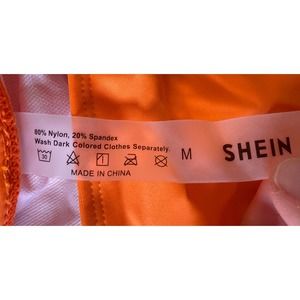 80% Nylon, 20% Spandex
Wash Dark Colored Clothes Separately.
30 M SHEIN
MADE IN CHINA